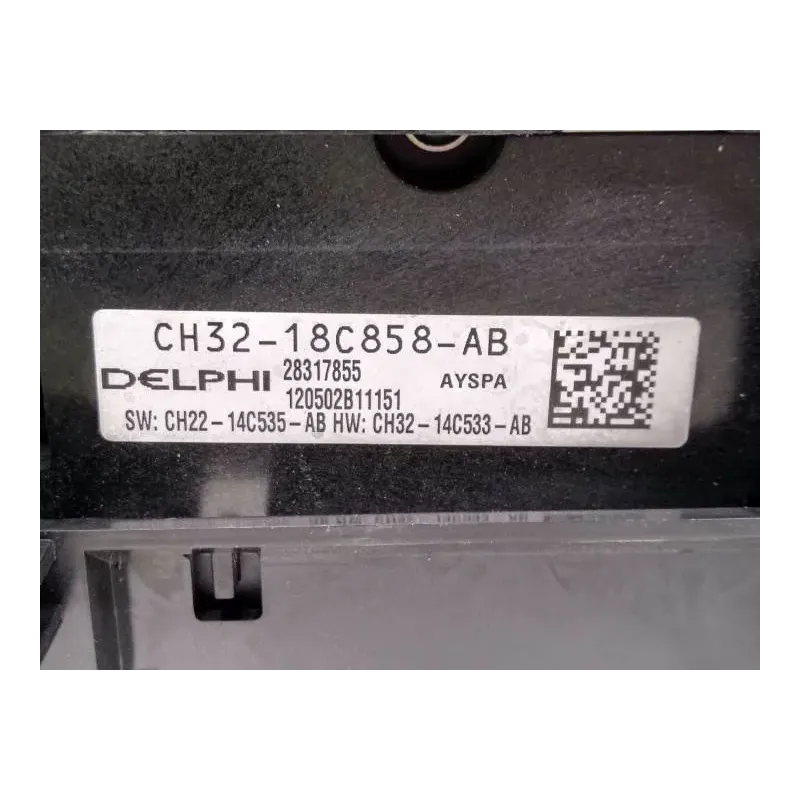 CH32-18C858-AB
DELPHI 28317855 AYSPA
120502B11151
SW: CH22-14C535-AB HW: CH32-14C533-AB